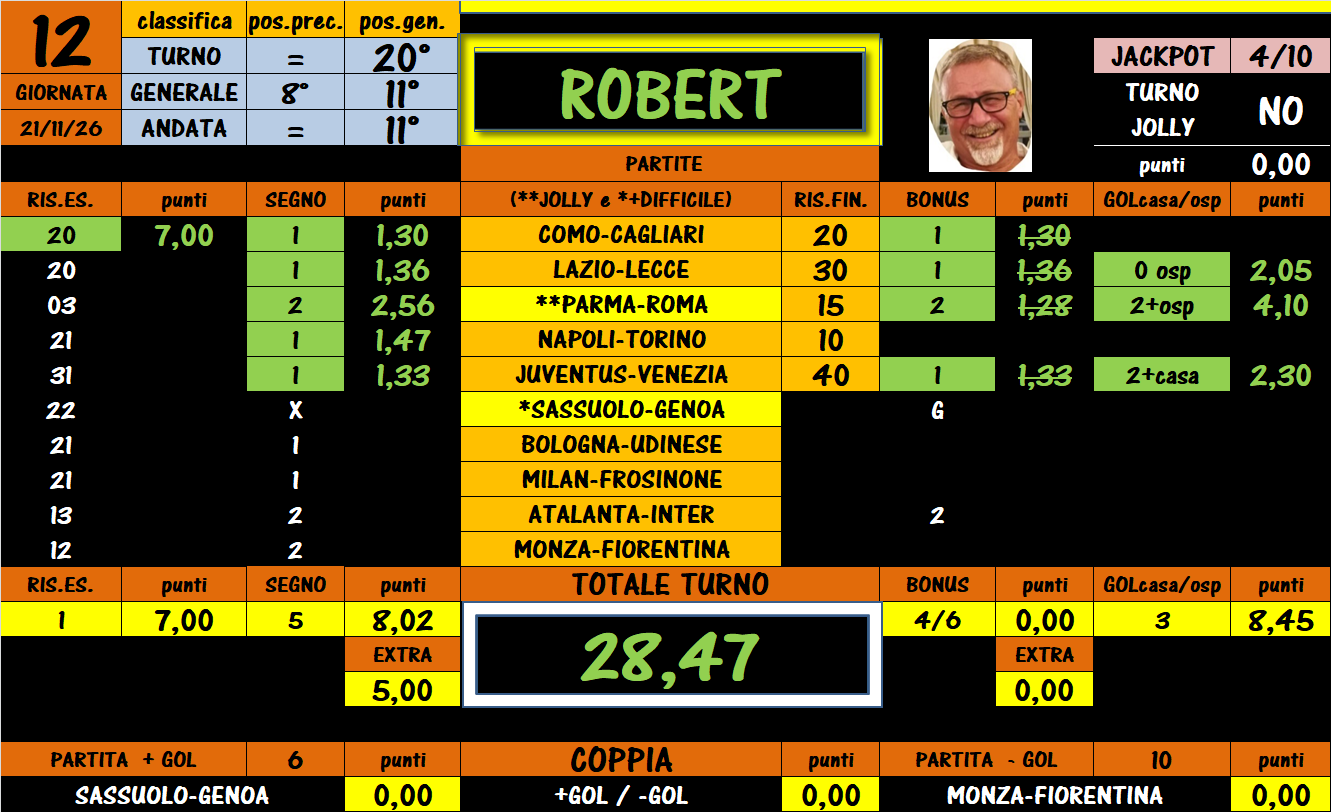 12 classifica pos.prec. pos.gen.
TURNO = 20°
GIORNATA GENERALE 8° 11°
21/11/26 ANDATA = 11°
ROBERT
JACKPOT 4/10
TURNO JOLLY NO
punti 0,00
PARTITE
RIS.ES. punti SEGNO punti (**JOLLY e *+DIFFICILE) RIS.FIN. BONUS punti GOLcasa/osp punti
20 7,00 1 1,30 COMO-CAGLIARI 20 1 1,30
20 1 1,36 LAZIO-LECCE 30 1 1,36 0 osp 2,05
03 2 2,56 **PARMA-ROMA 15 2 1,28 2+osp 4,10
21 1 1,47 NAPOLI-TORINO 10
31 1 1,33 JUVENTUS-VENEZIA 40 1 1,33 2+casa 2,30
22 X *SASSUOLO-GENOA G
21 1 BOLOGNA-UDINESE
21 1 MILAN-FROSINONE
13 2 ATALANTA-INTER 2
12 2 MONZA-FIORENTINA
RIS.ES. punti SEGNO punti TOTALE TURNO BONUS punti GOLcasa/osp punti
1 7,00 5 8,02 28,47 4/6 0,00 3 8,45
EXTRA EXTRA
5,00 0,00
PARTITA + GOL 6 punti COPPIA punti PARTITA - GOL 10 punti
SASSUOLO-GENOA 0,00 +GOL / -GOL 0,00 MONZA-FIORENTINA 0,00